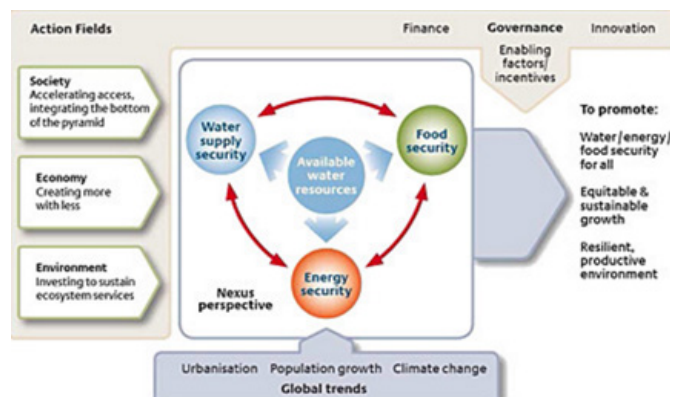 Action Fields
Finance
Governance
Innovation
Enabling
factors/
incentives
Society
Accelerating access,
integrating the bottom
of the pyramid
Economy
Creating more
with less
Environment
Investing to sustain
ecosystem services
Water
supply
security
Food
security
Available
water
resources
Energy
security
Nexus
perspective
To promote:
Water/energy/
food security
for all
Equitable &
sustainable
growth
Resilient,
productive
environment
Urbanisation Population growth Climate change
Global trends